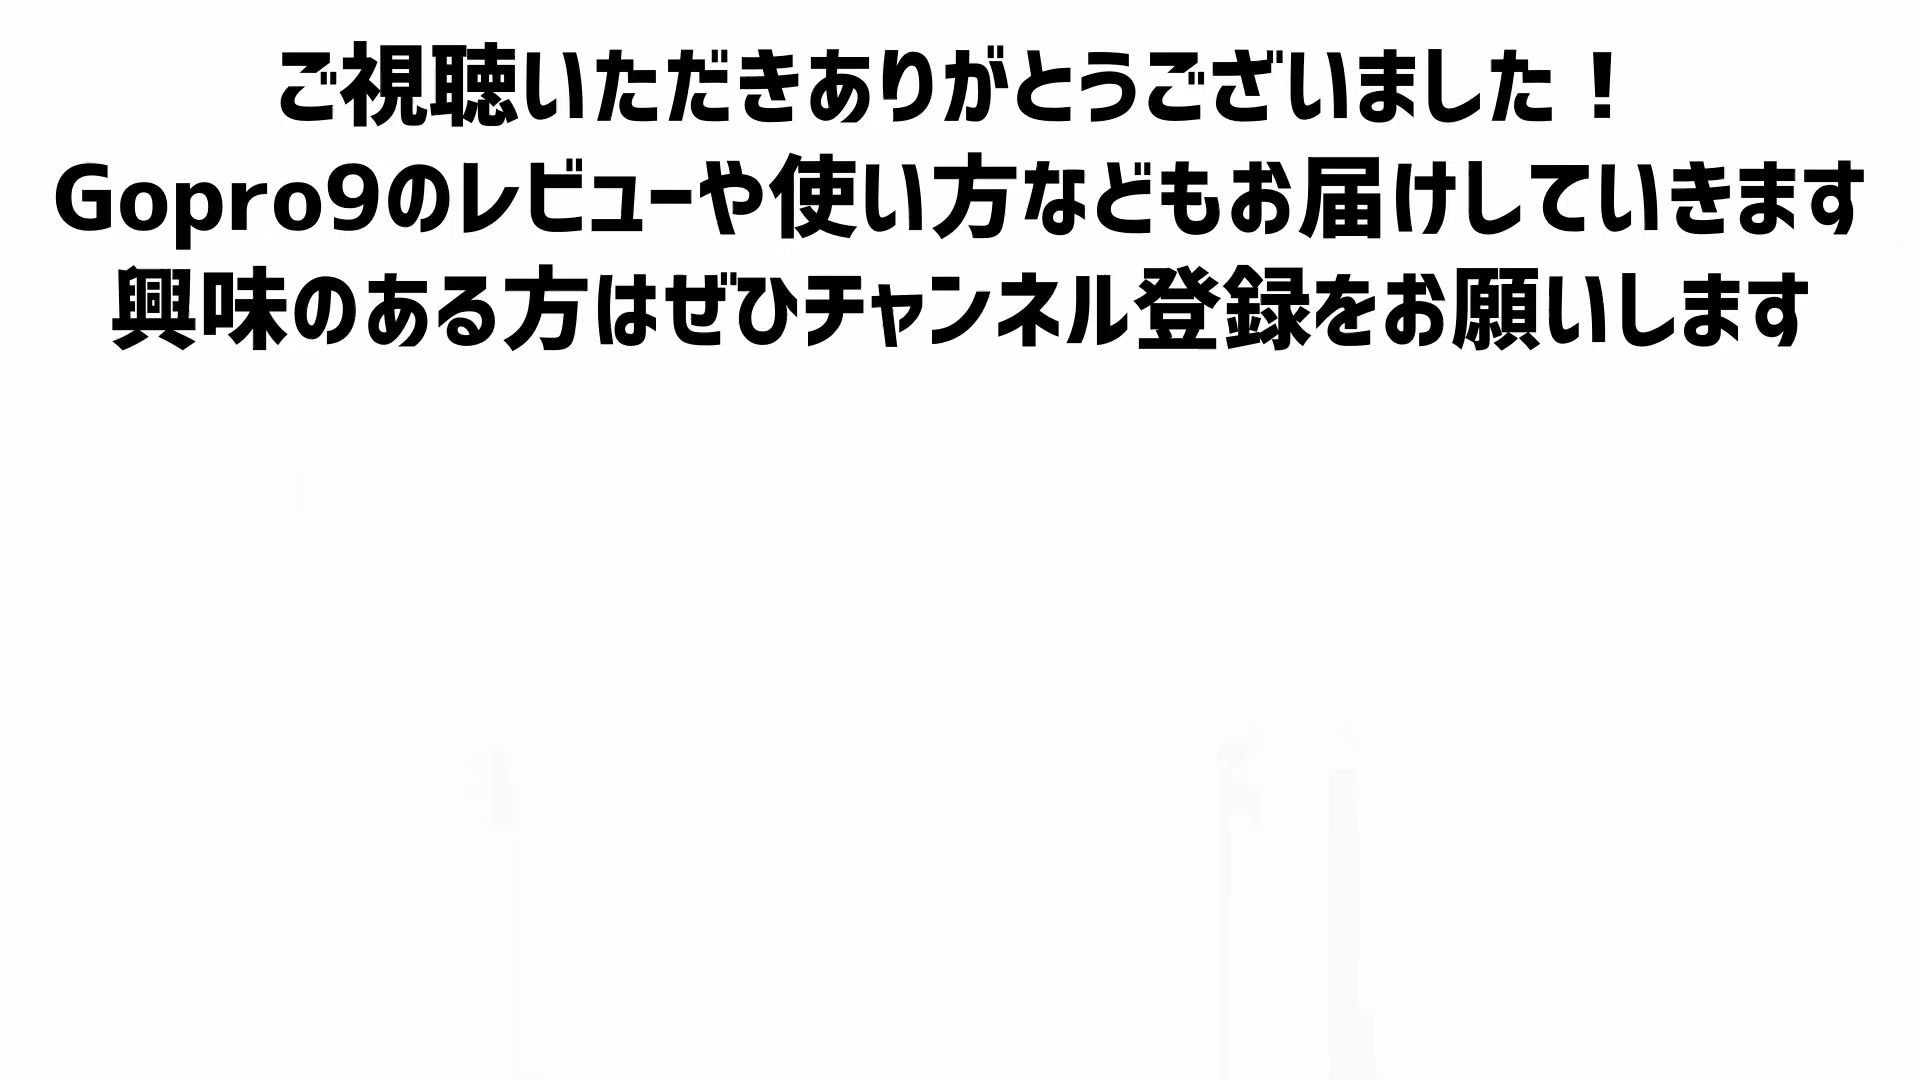 ご視聴いただきありがとうございました！
Gopro9のレビューや使い方などもお届けしていきます
興味のある方はぜひチャンネル登録をお願いします